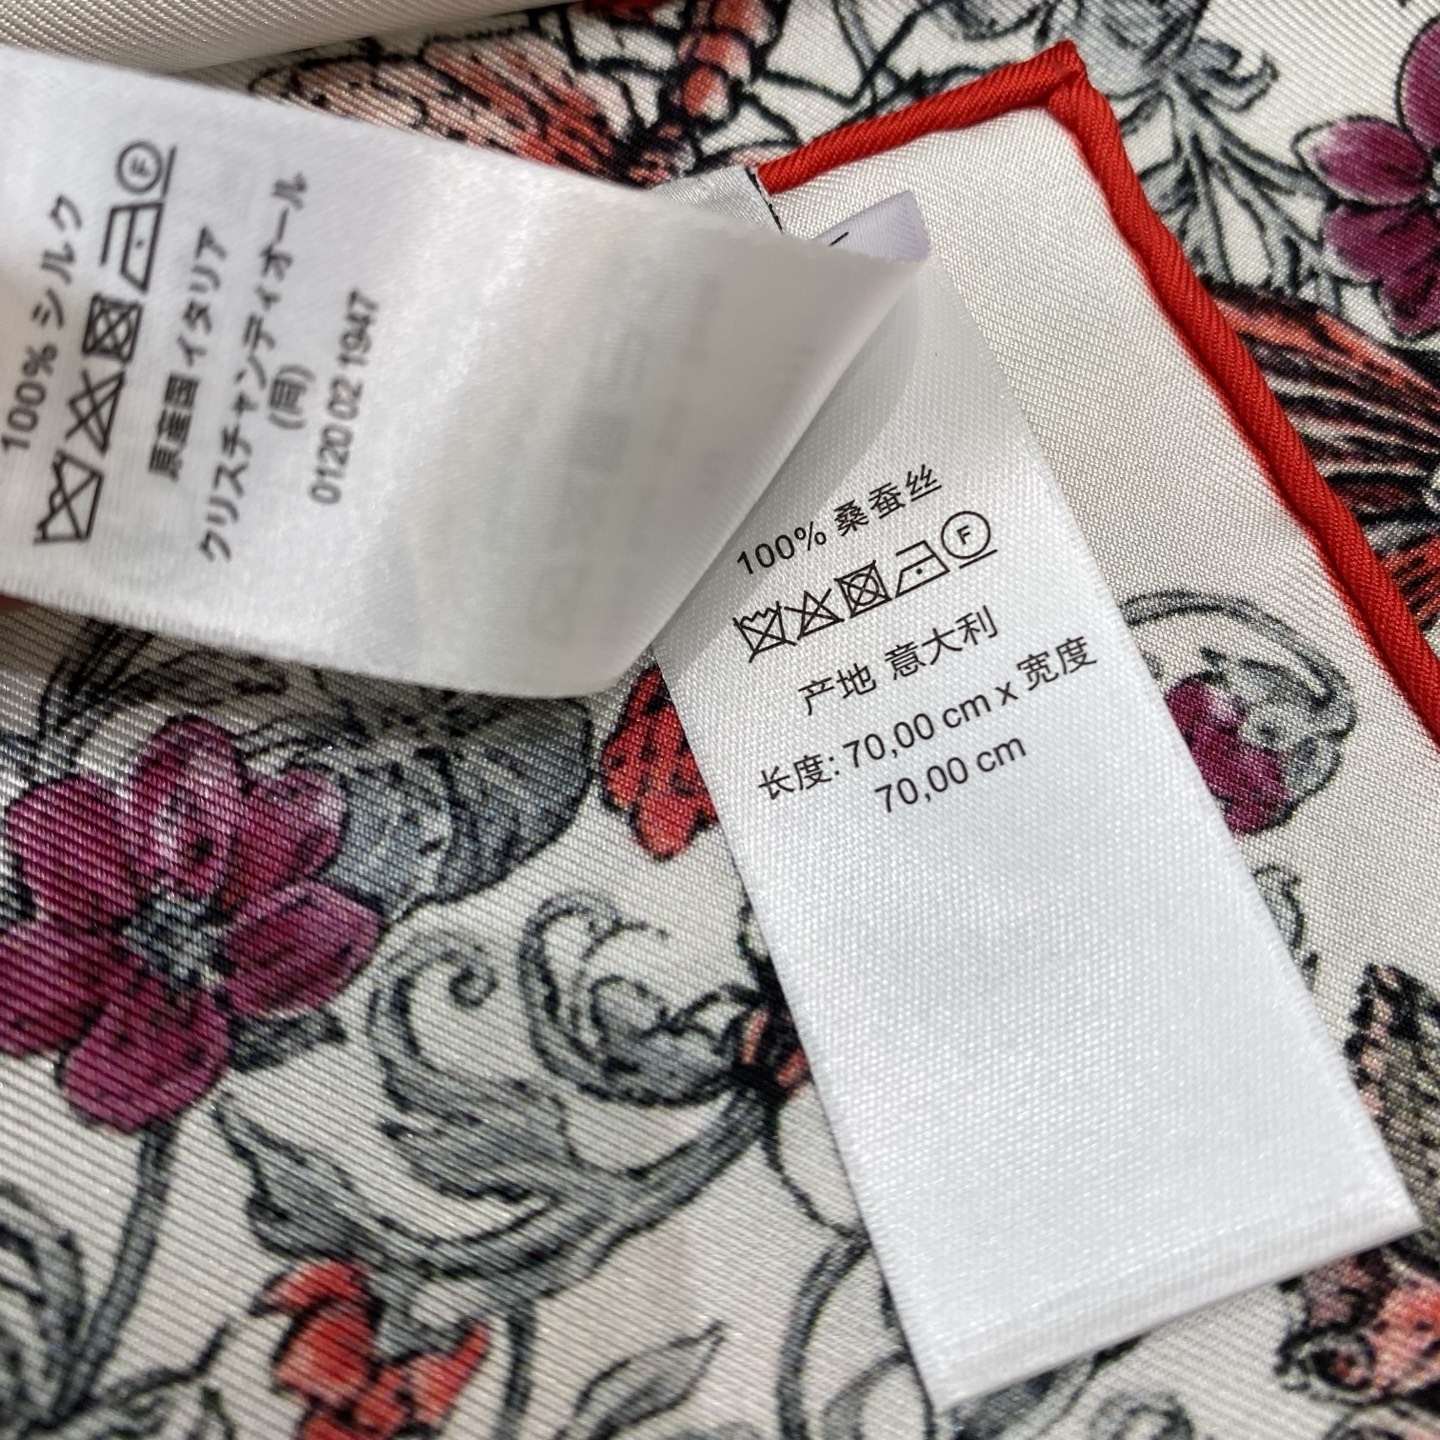 100% シルク
原産国 イタリア
クリスチャンディオール
(同)
0120 02 1947
100% 桑蚕丝
F
产地 意大利
长度: 70,00 cm x 宽度
70,00 cm